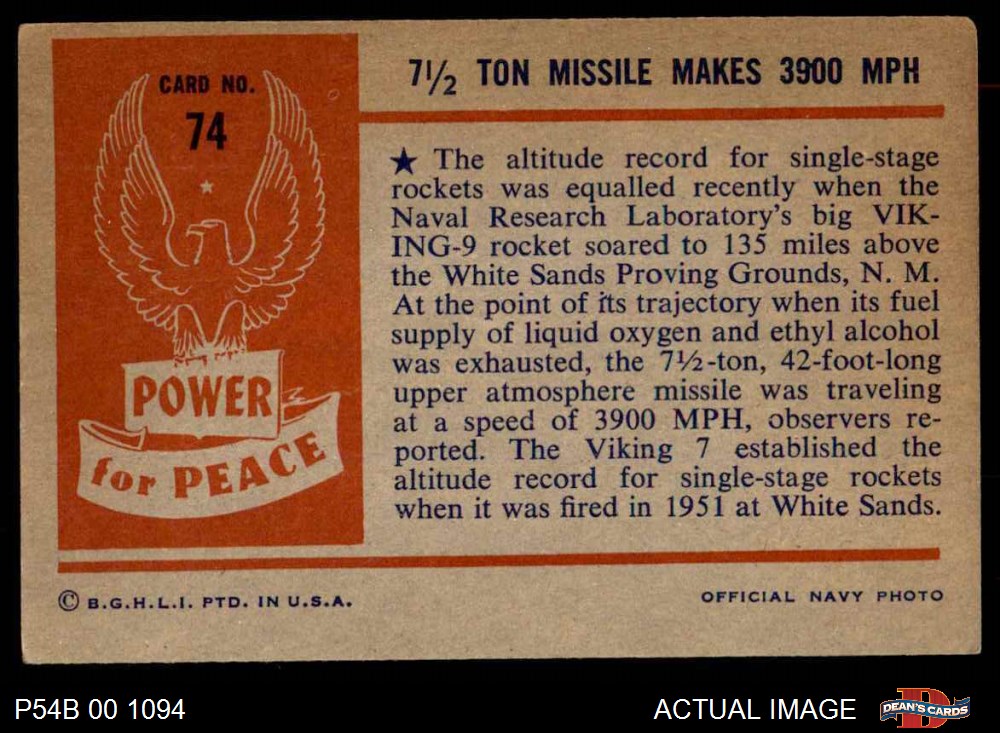 CARD NO.
74
POWER
for PEACE
7½ TON MISSILE MAKES 3900 MPH
★ The altitude record for single-stage
rockets was equalled recently when the
Naval Research Laboratory's big VIK-
ING-9 rocket soared to 135 miles above
the White Sands Proving Grounds, N. M.
At the point of its trajectory when its fuel
supply of liquid oxygen and ethyl alcohol
was exhausted, the 7½-ton, 42-foot-long
upper atmosphere missile was traveling
at a speed of 3900 MPH, observers re-
ported. The Viking 7 established the
altitude record for single-stage rockets
when it was fired in 1951 at White Sands.
© B.G.H.L.I. PTD. IN U.S.A.
OFFICIAL NAVY PHOTO
P54B 00 1094
ACTUAL IMAGE
D
DEAN'S CARDS